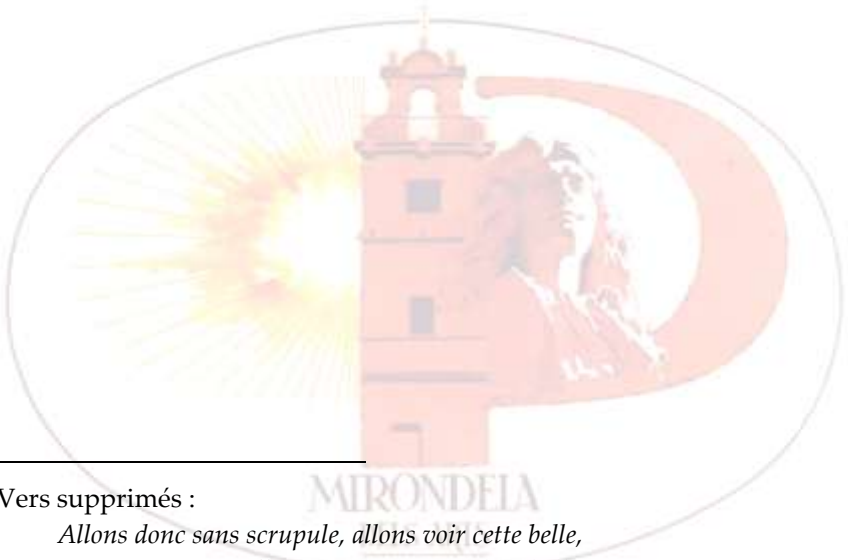 Vers supprimés :
Allons donc sans scrupule, allons voir cette belle,
MIRONDELA